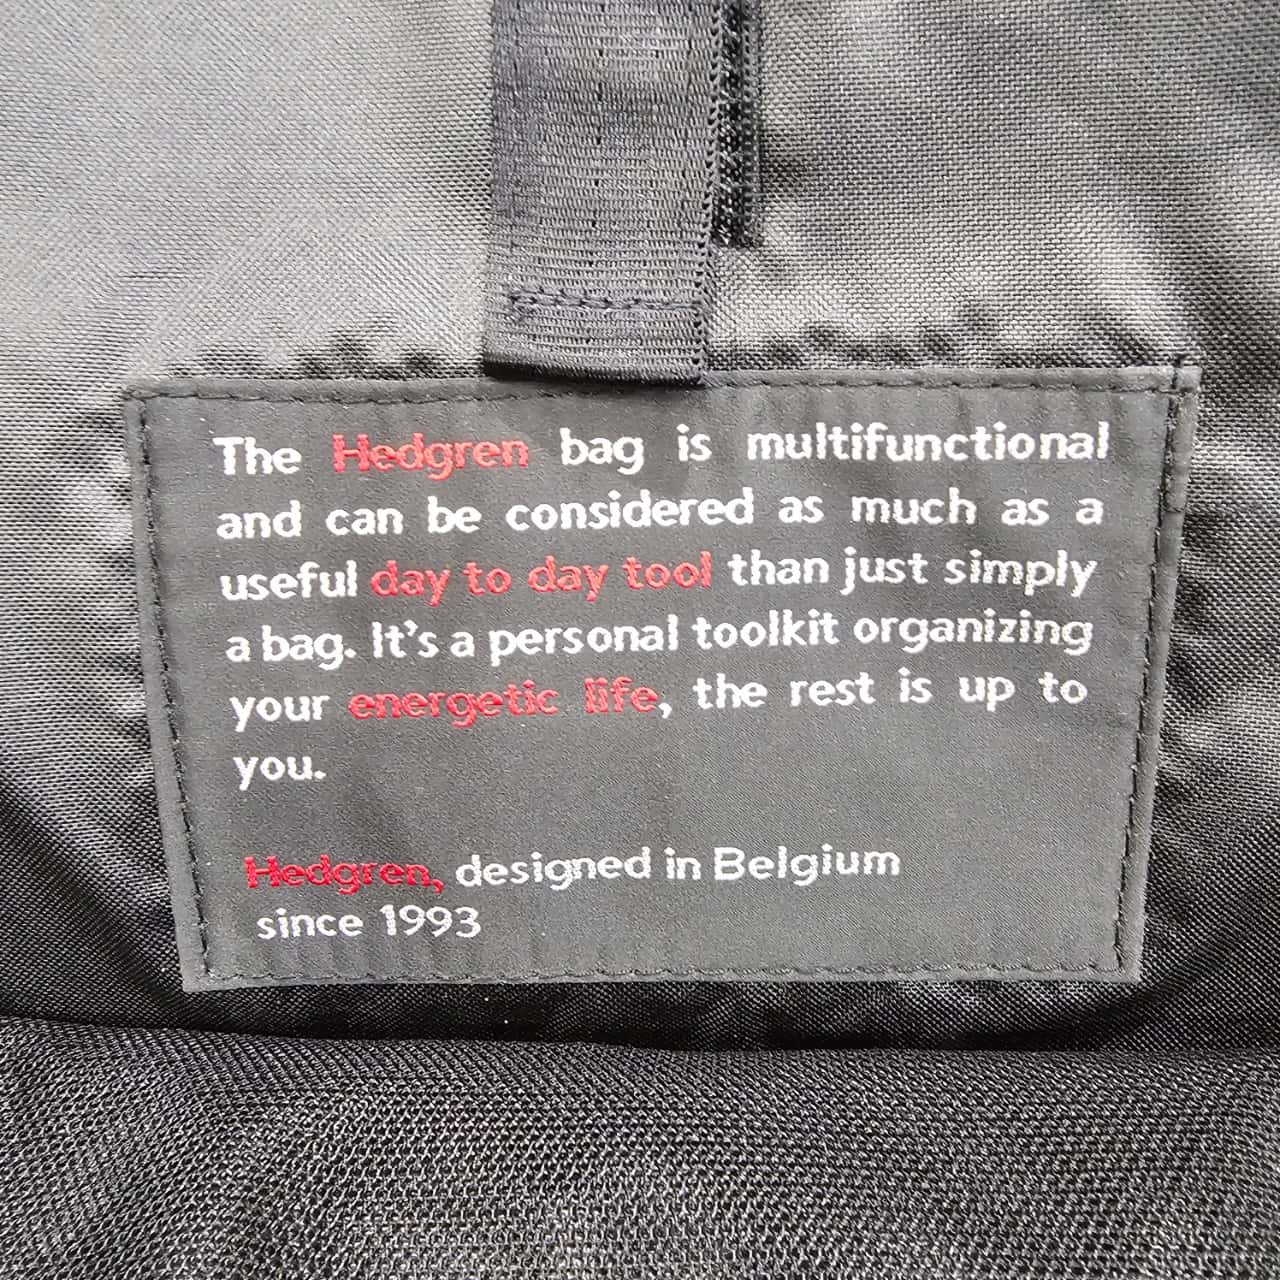 The Hedgren bag is multifunctional
and can be considered as much as a
useful day to day tool than just simply
a bag. It's a personal toolkit organizing
your energetic life, the rest is up to
you.
Hedgren, designed in Belgium
since 1993